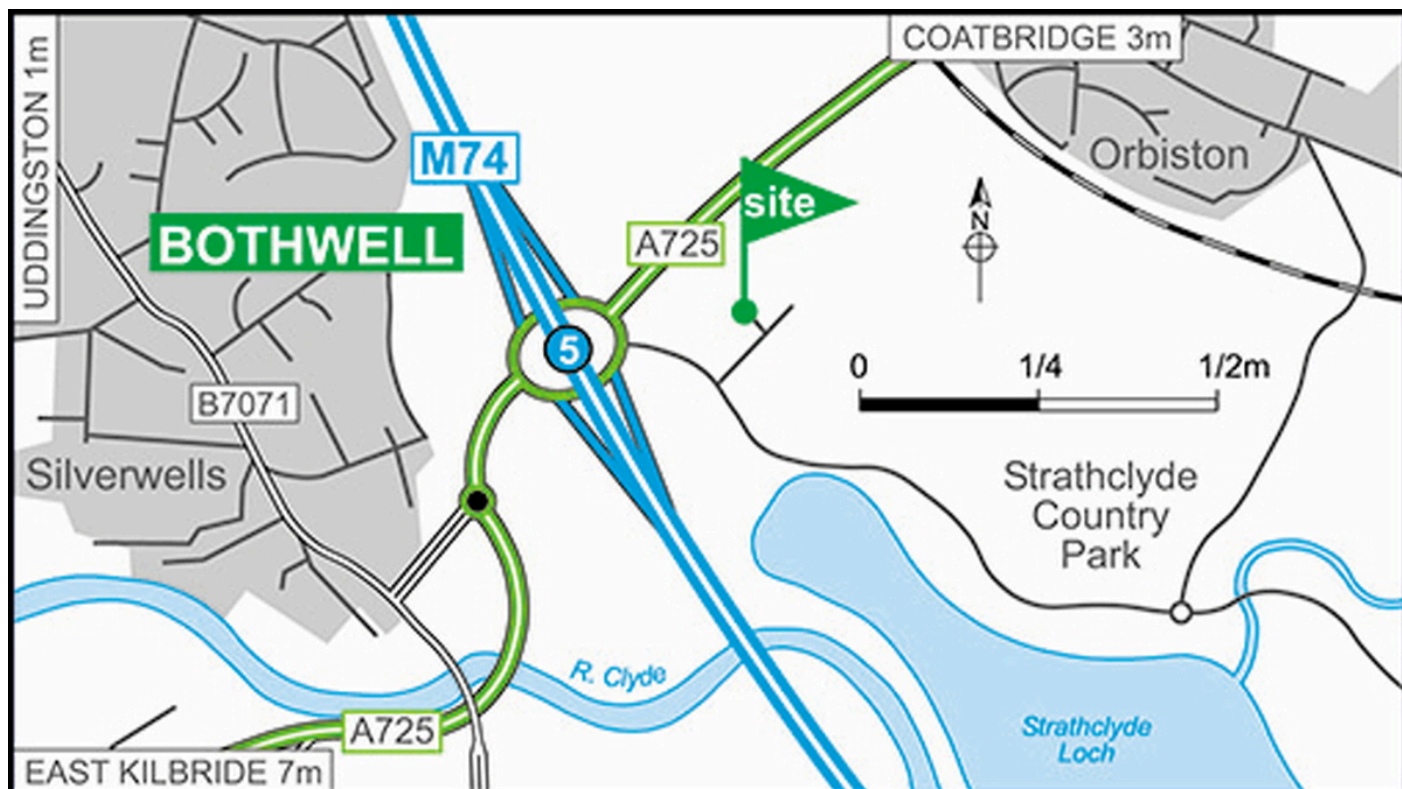 COATBRIDGE 3m
UDDINGSTON 1m
M74
Orbiston
site
BOTHWELL
A725
N
5
0 1/4 1/2m
B7071
Silverwells
Strathclyde
Country
Park
R. Clyde
A725
Strathclyde
Loch
EAST KILBRIDE 7m